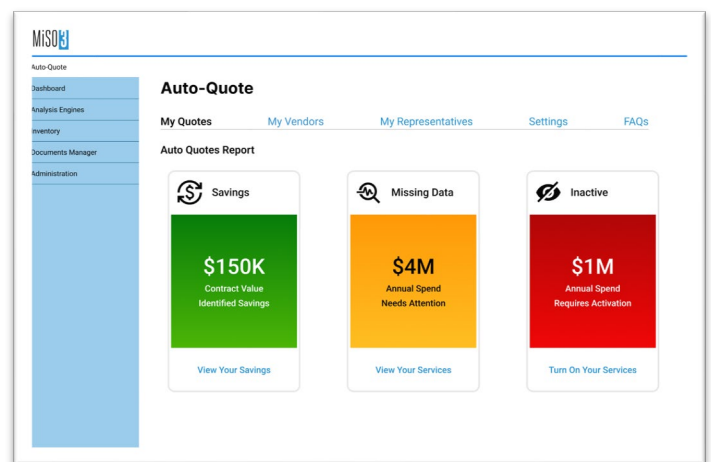 MiSO3
Auto-Quote
Dashboard
Analysis Engines
Inventory
Documents Manager
Administration
Auto-Quote
My Quotes My Vendors My Representatives Settings FAQs
Auto Quotes Report
Savings
$150K
Contract Value
Identified Savings
View Your Savings
Missing Data
$4M
Annual Spend
Needs Attention
View Your Services
Inactive
$1M
Annual Spend
Requires Activation
Turn On Your Services